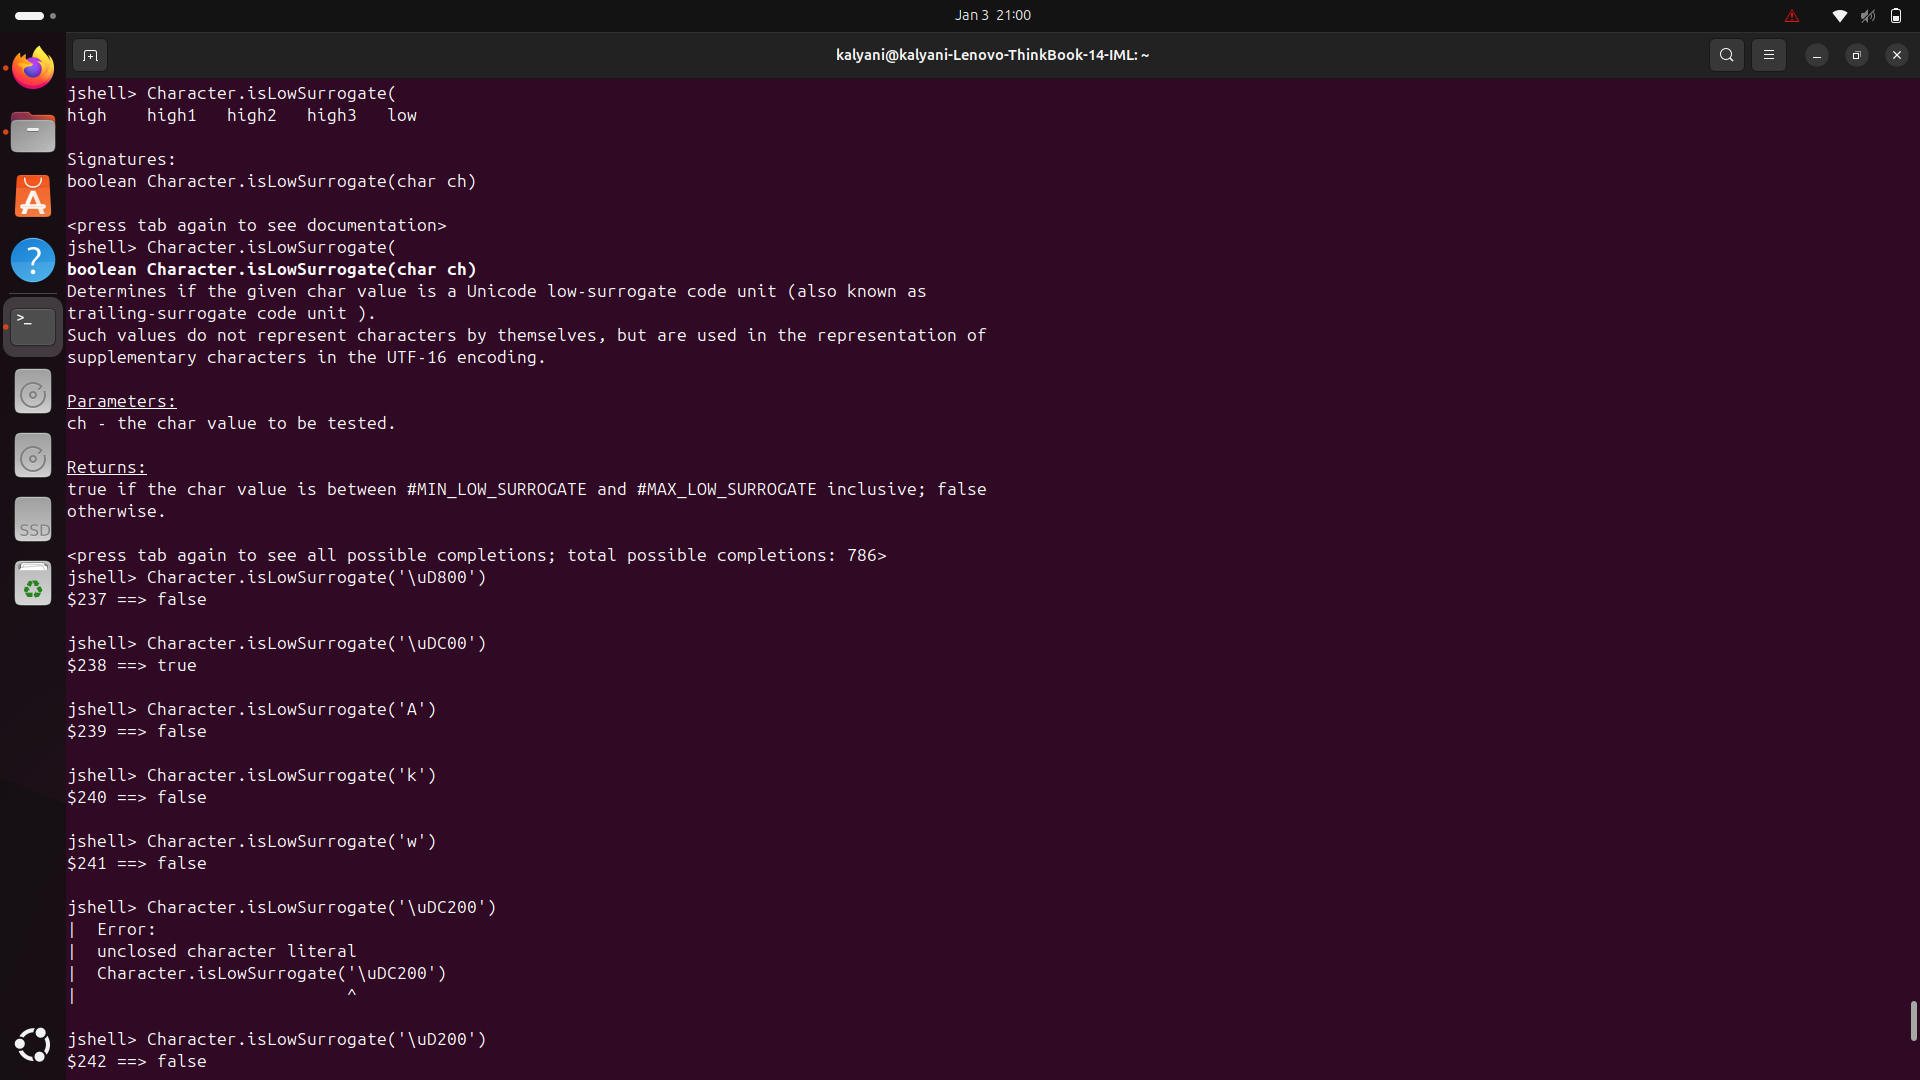 Jan 3  21:00
kalyani@kalyani-Lenovo-ThinkBook-14-IML: ~
jshell> Character.isLowSurrogate(
high    high1   high2   high3   low
Signatures:
boolean Character.isLowSurrogate(char ch)
<press tab again to see documentation>
jshell> Character.isLowSurrogate(
boolean Character.isLowSurrogate(char ch)
Determines if the given char value is a Unicode low-surrogate code unit (also known as
trailing-surrogate code unit ).
Such values do not represent characters by themselves, but are used in the representation of
supplementary characters in the UTF-16 encoding.
Parameters:
ch - the char value to be tested.
Returns:
true if the char value is between #MIN_LOW_SURROGATE and #MAX_LOW_SURROGATE inclusive; false
otherwise.
<press tab again to see all possible completions; total possible completions: 786>
jshell> Character.isLowSurrogate('\uD800')
$237 ==> false
jshell> Character.isLowSurrogate('\uDC00')
$238 ==> true
jshell> Character.isLowSurrogate('A')
$239 ==> false
jshell> Character.isLowSurrogate('k')
$240 ==> false
jshell> Character.isLowSurrogate('w')
$241 ==> false
jshell> Character.isLowSurrogate('\uDC200')
|  Error:
|  unclosed character literal
|  Character.isLowSurrogate('\uDC200')
|                           ^
jshell> Character.isLowSurrogate('\uD200')
$242 ==> false
SSD